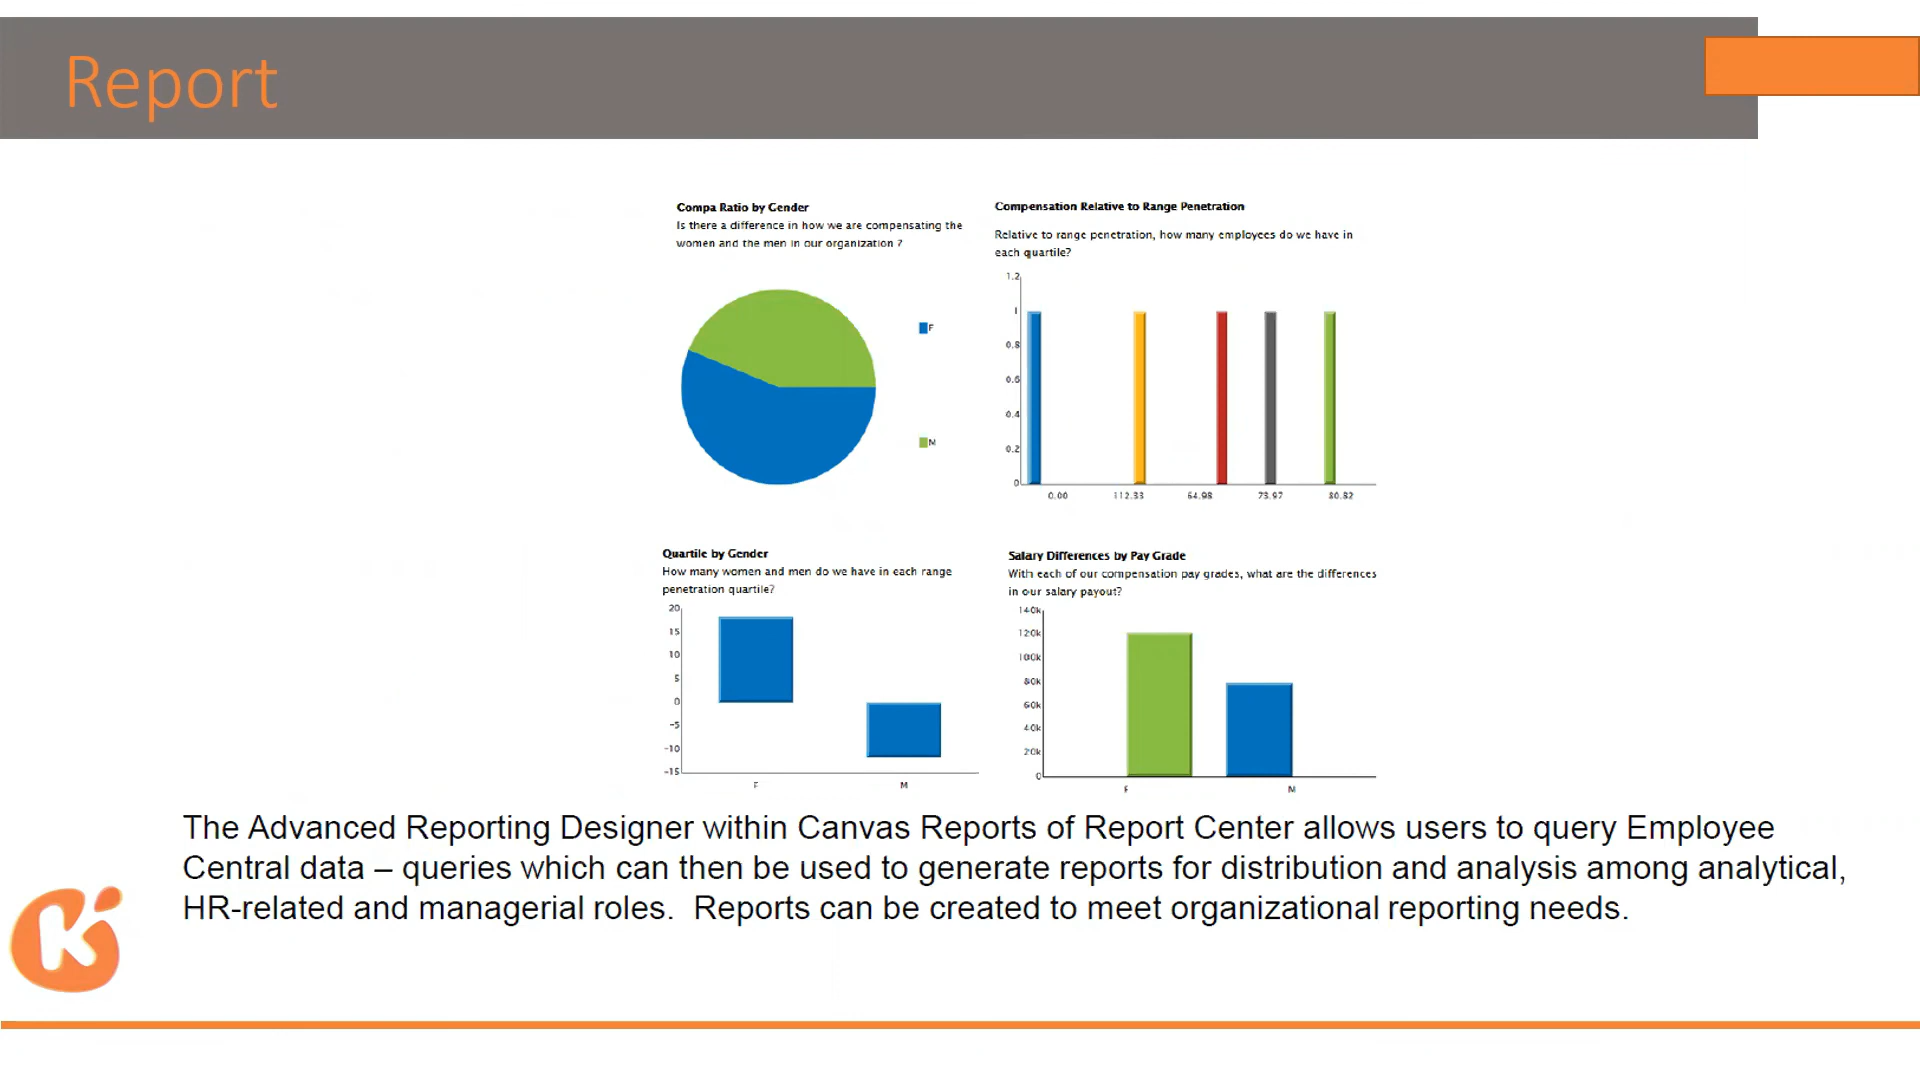 Report
Compa Ratio by Gender
Is there a difference in how we are compensating the
women and the men in our organization ?
F
M
Compensation Relative to Range Penetration
Relative to range penetration, how many employees do we have in
each quartile?
1.2
1
0.8
0.6
0.4
0.2
0
0.00 112.33 64.98 73.97 80.82
Quartile by Gender
How many women and men do we have in each range
penetration quartile?
20
15
10
5
0
-5
-10
-15
F M
Salary Differences by Pay Grade
With each of our compensation pay grades, what are the differences
in our salary payout?
140k
120k
100k
80k
60k
40k
20k
0
F M
The Advanced Reporting Designer within Canvas Reports of Report Center allows users to query Employee
Central data – queries which can then be used to generate reports for distribution and analysis among analytical,
HR-related and managerial roles.  Reports can be created to meet organizational reporting needs.
K